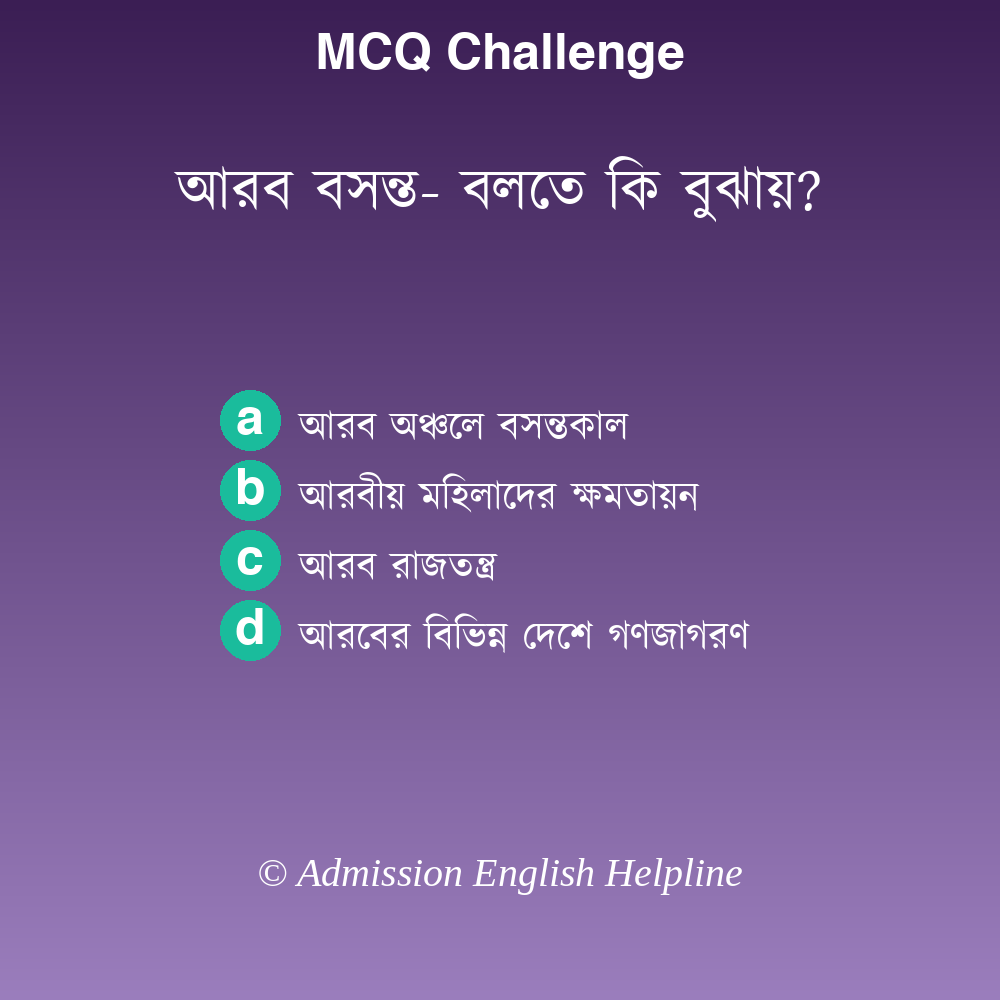 MCQ Challenge
আরব বসন্ত- বলতে কি বুঝায়?
a আরব অঞ্চলে বসন্তকাল
b আরবীয় মহিলাদের ক্ষমতায়ন
c আরব রাজতন্ত্র
d আরবের বিভিন্ন দেশে গণজাগরণ
© Admission English Helpline